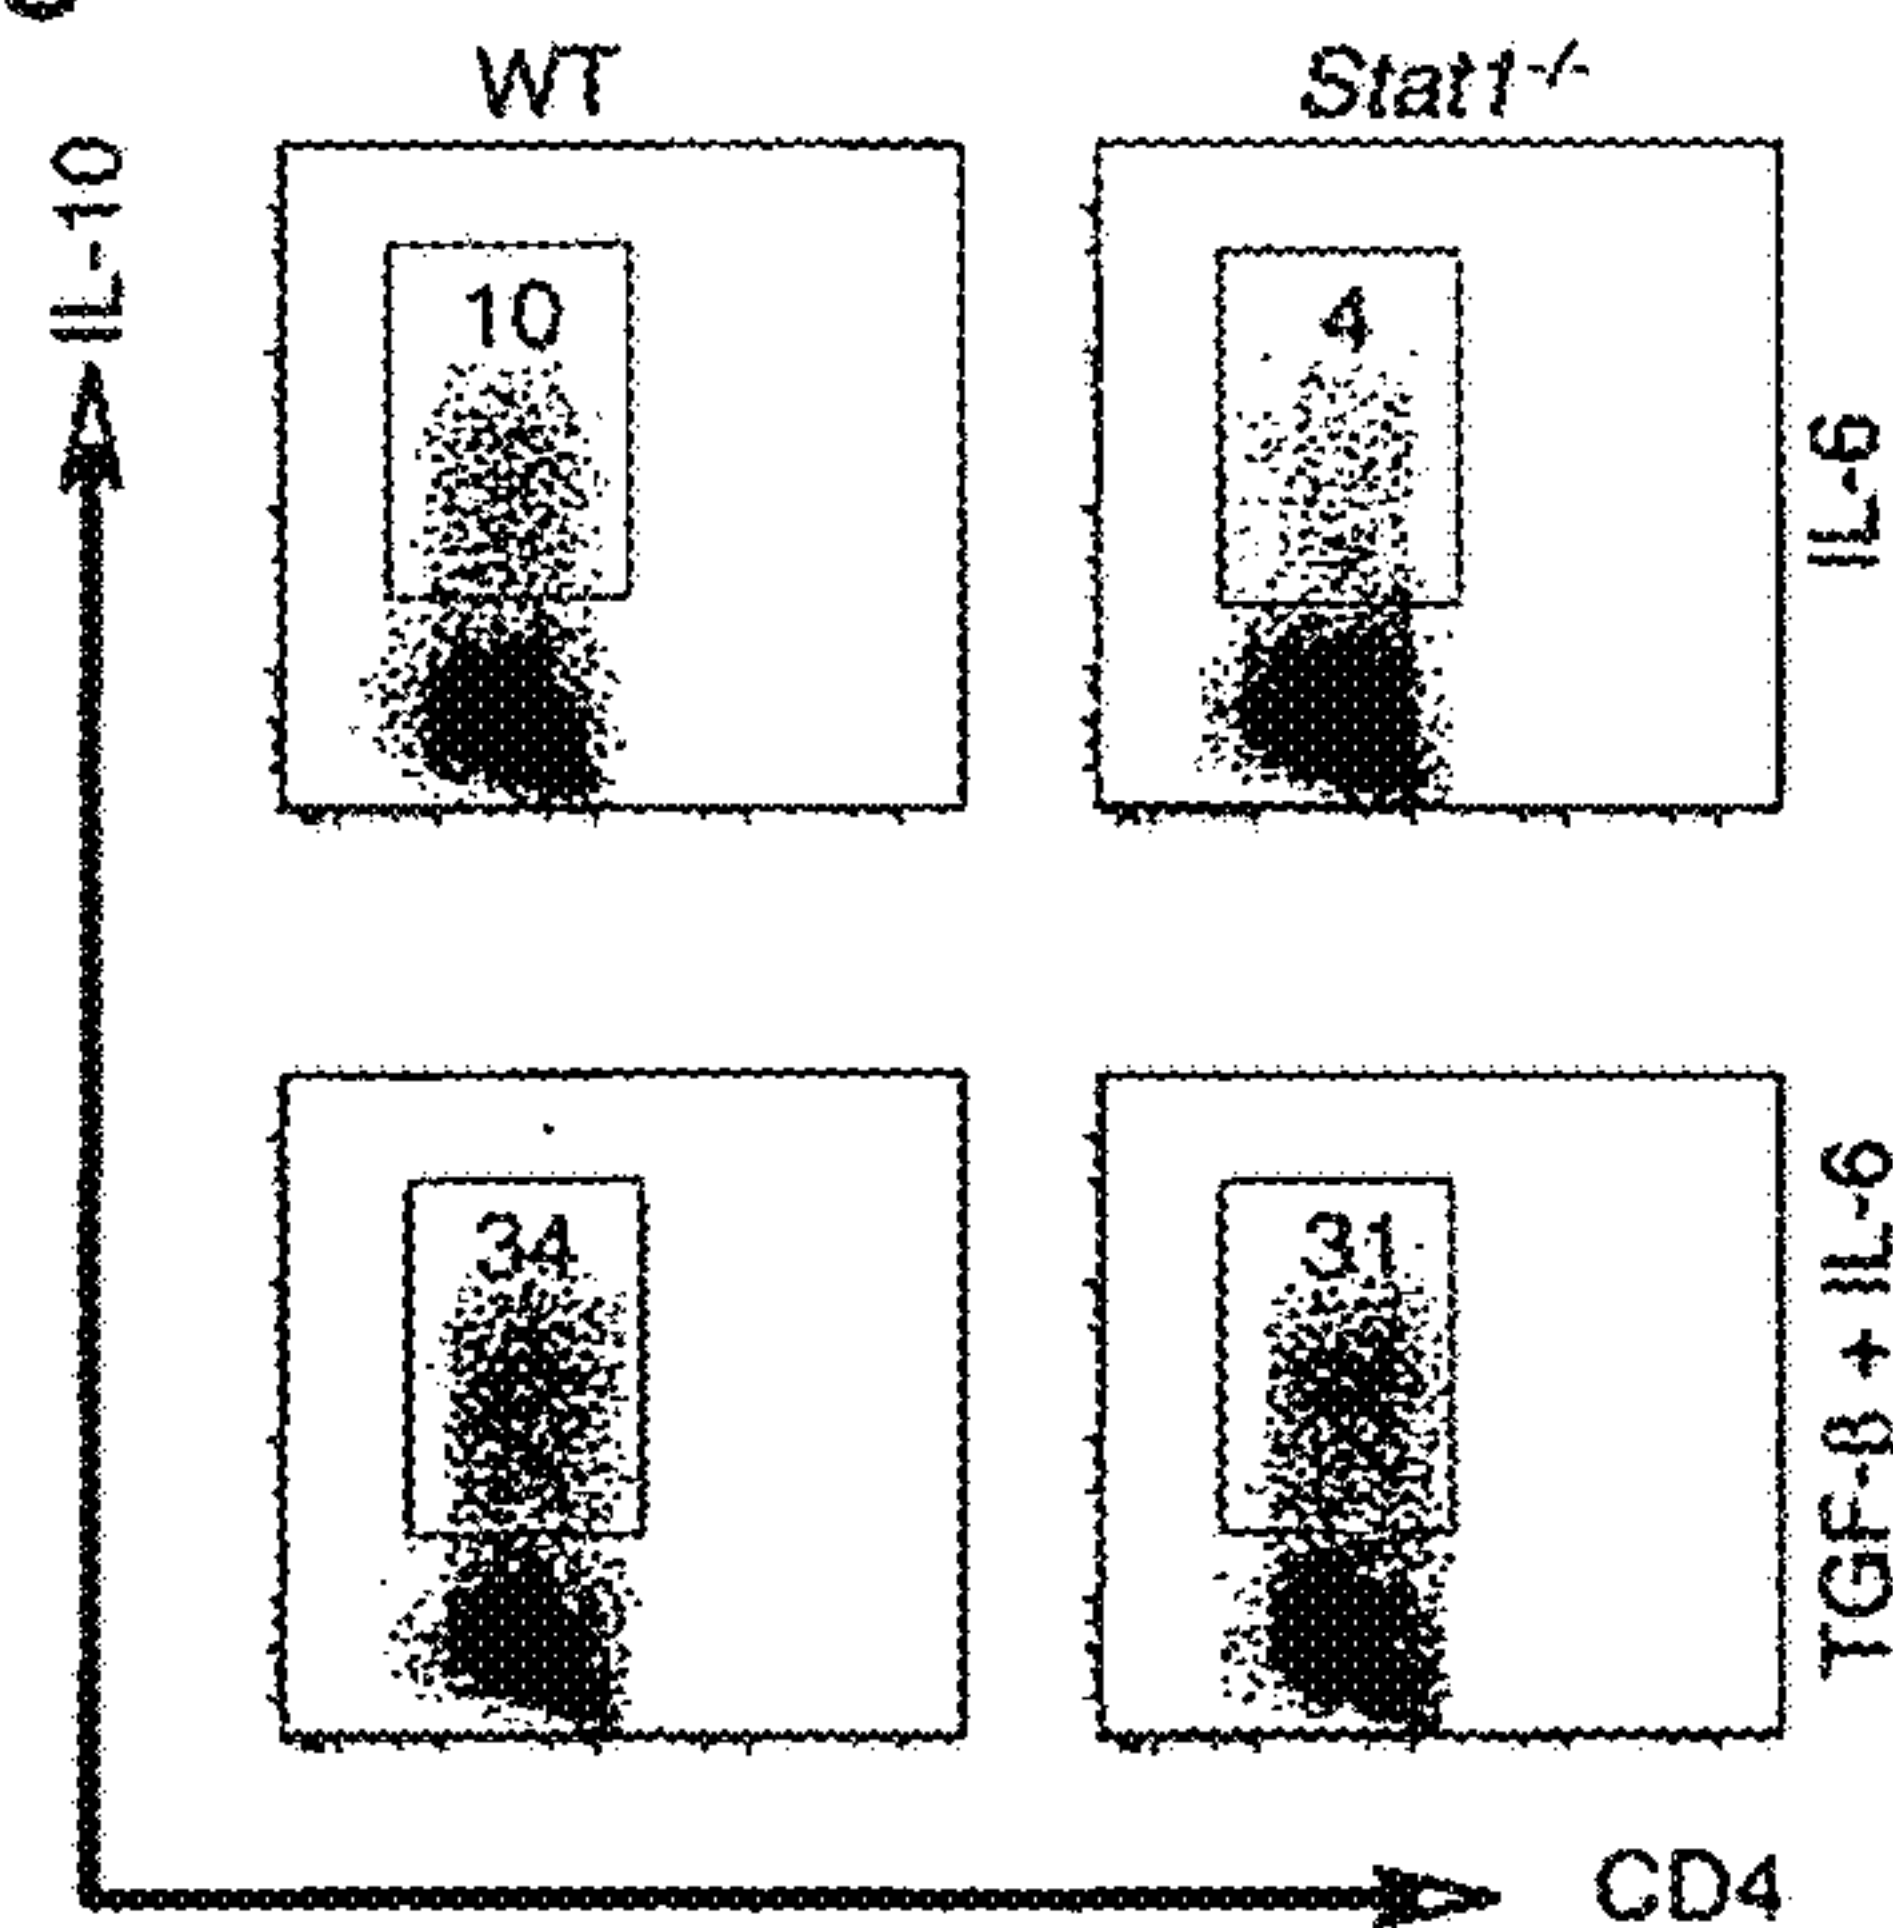 WT
Stat1-/-
IL-10
10
4
IL-6
34
31
TGF-β + IL-6
CD4